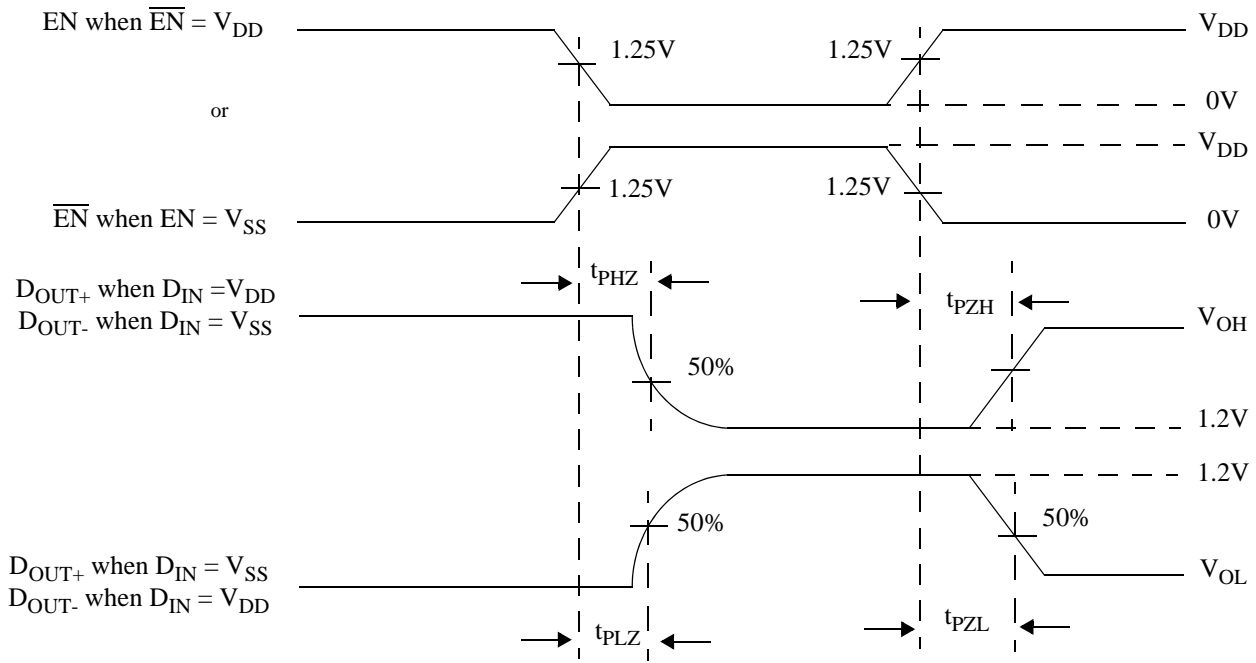 EN when E̅N̅ = VDD
1.25V
1.25V
VDD
or
0V
VDD
1.25V
1.25V
E̅N̅ when EN = VSS
0V
tPHZ
DOUT+ when DIN =VDD
DOUT- when DIN = VSS
tPZH
VOH
50%
1.2V
1.2V
50%
50%
DOUT+ when DIN = VSS
DOUT- when DIN = VDD
VOL
tPLZ
tPZL